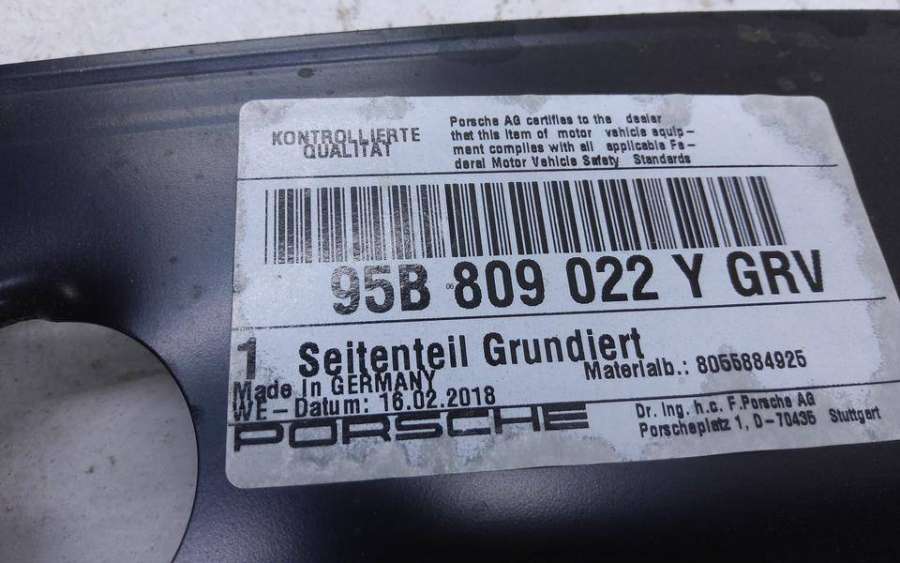 KONTROLLIERTE
QUALITÄT
Porsche AG certifies to the dealer
that this item of motor vehicle equip-
ment complies with all applicable Fe-
deral Motor Vehicle Safety Standards
95B 809 022 Y GRV
06
1 Seitenteil Grundiert
Materialb.: 8055884925
Made in GERMANY
WE-Datum: 16.02.2018
PORSCHE
Dr. Ing. h.c. F.Porsche AG
Porscheplatz 1, D-70435 Stuttgart